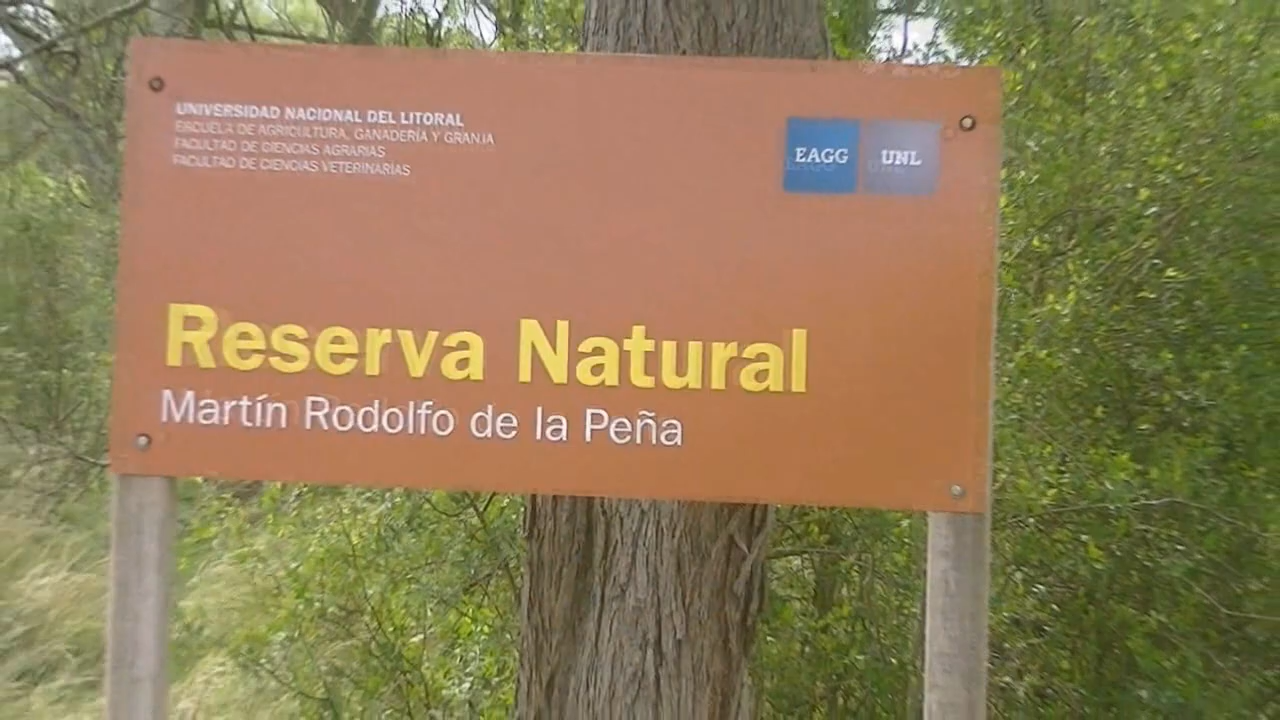 UNIVERSIDAD NACIONAL DEL LITORAL
ESCUELA DE AGRICULTURA, GANADERÍA Y GRANJA
FACULTAD DE CIENCIAS AGRARIAS
FACULTAD DE CIENCIAS VETERINARIAS
EAGG UNL
Reserva Natural
Martín Rodolfo de la Peña